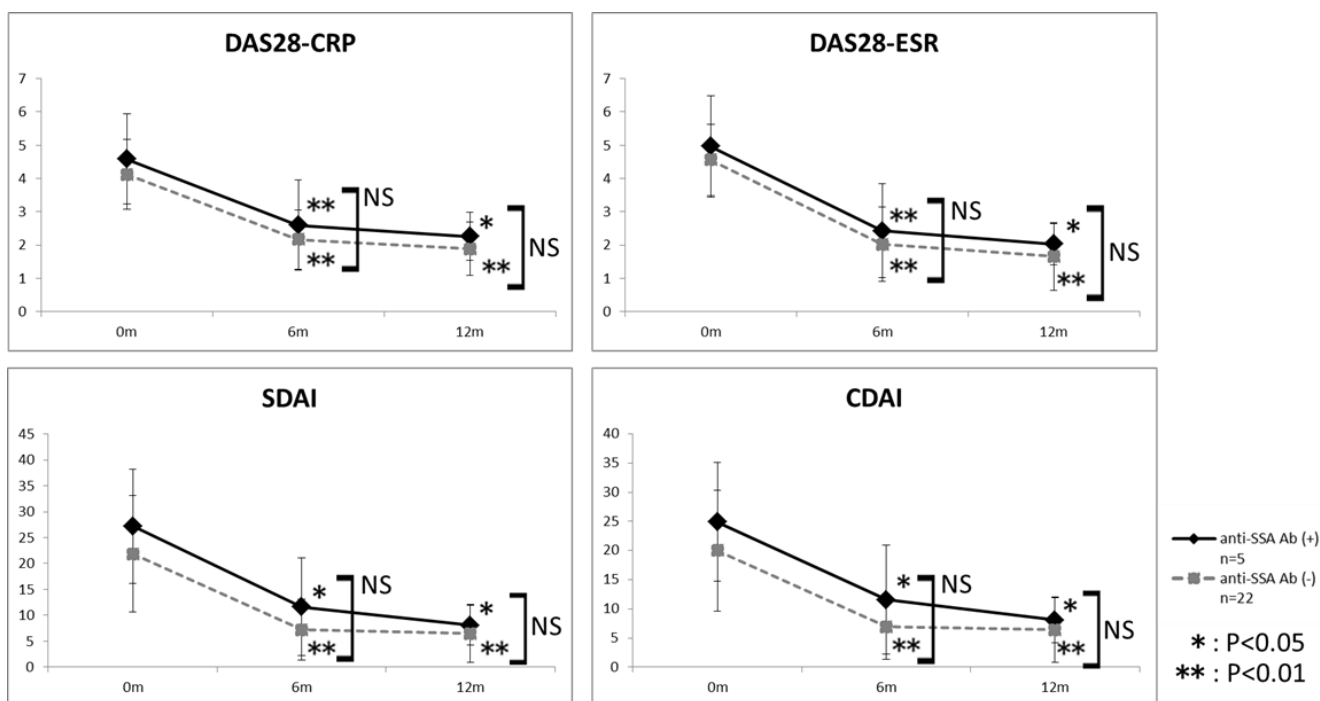 DAS28-CRP
7
6
5
4
3
2
1
0
** NS
**
*
**
NS
0m 6m 12m
DAS28-ESR
7
6
5
4
3
2
1
0
** NS
**
*
**
NS
0m 6m 12m
SDAI
45
40
35
30
25
20
15
10
5
0
* NS
**
*
**
NS
0m 6m 12m
CDAI
40
35
30
25
20
15
10
5
0
* NS
**
*
**
NS
0m 6m 12m
anti-SSA Ab (+)
n=5
anti-SSA Ab (-)
n=22
* : P<0.05
** : P<0.01